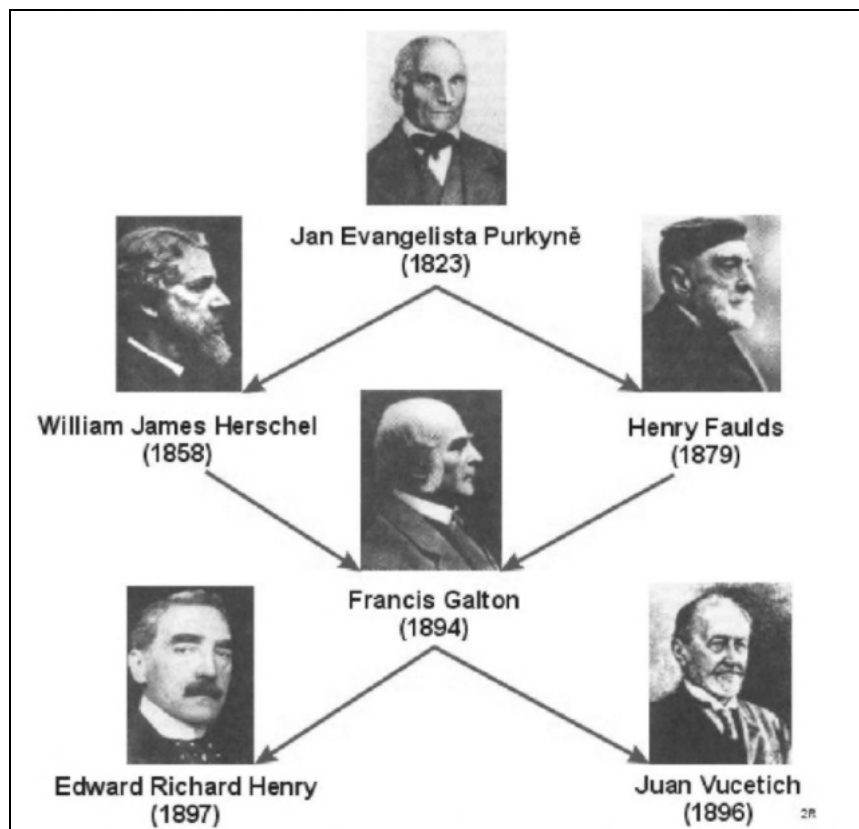 Jan Evangelista Purkyně
(1823)
William James Herschel
(1858)
Henry Faulds
(1879)
Francis Galton
(1894)
Edward Richard Henry
(1897)
Juan Vucetich
(1896)
2R